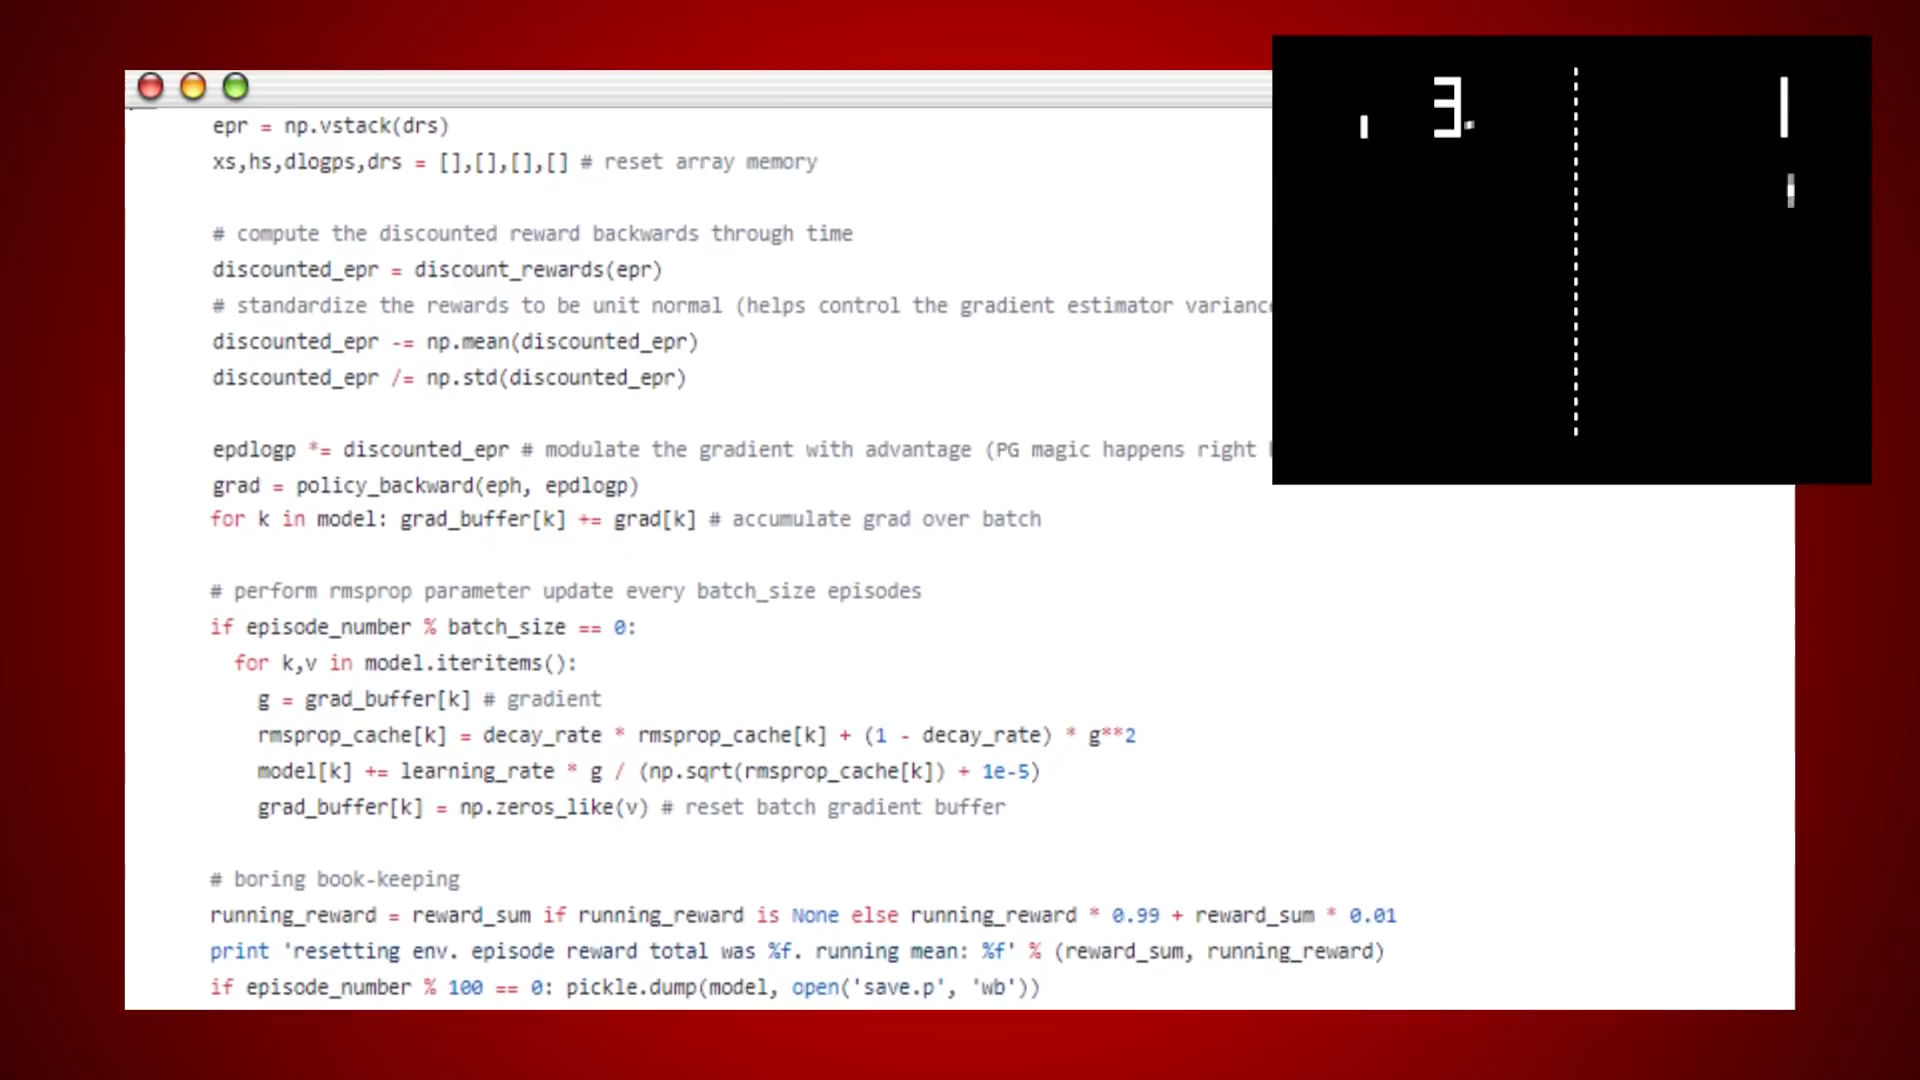 epr = np.vstack(drs)
xs,hs,dlogps,drs = [],[],[],[] # reset array memory
# compute the discounted reward backwards through time
discounted_epr = discount_rewards(epr)
# standardize the rewards to be unit normal (helps control the gradient estimator variance
discounted_epr -= np.mean(discounted_epr)
discounted_epr /= np.std(discounted_epr)
epdlogp *= discounted_epr # modulate the gradient with advantage (PG magic happens right
grad = policy_backward(eph, epdlogp)
for k in model: grad_buffer[k] += grad[k] # accumulate grad over batch
# perform rmsprop parameter update every batch_size episodes
if episode_number % batch_size == 0:
for k,v in model.iteritems():
g = grad_buffer[k] # gradient
rmsprop_cache[k] = decay_rate * rmsprop_cache[k] + (1 - decay_rate) * g**2
model[k] += learning_rate * g / (np.sqrt(rmsprop_cache[k]) + 1e-5)
grad_buffer[k] = np.zeros_like(v) # reset batch gradient buffer
# boring book-keeping
running_reward = reward_sum if running_reward is None else running_reward * 0.99 + reward_sum * 0.01
print 'resetting env. episode reward total was %f. running mean: %f' % (reward_sum, running_reward)
if episode_number % 100 == 0: pickle.dump(model, open('save.p', 'wb'))
3 1